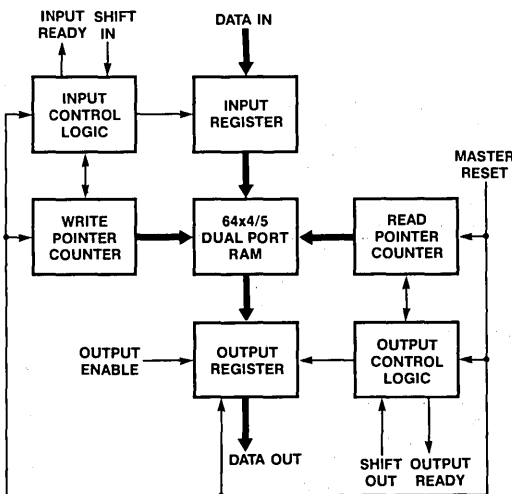 INPUT
READY
SHIFT
IN
DATA IN
INPUT
CONTROL
LOGIC
INPUT
REGISTER
MASTER
RESET
WRITE
POINTER
COUNTER
64x4/5
DUAL PORT
RAM
READ
POINTER
COUNTER
OUTPUT
ENABLE
OUTPUT
REGISTER
OUTPUT
CONTROL
LOGIC
DATA OUT
SHIFT
OUT
OUTPUT
READY